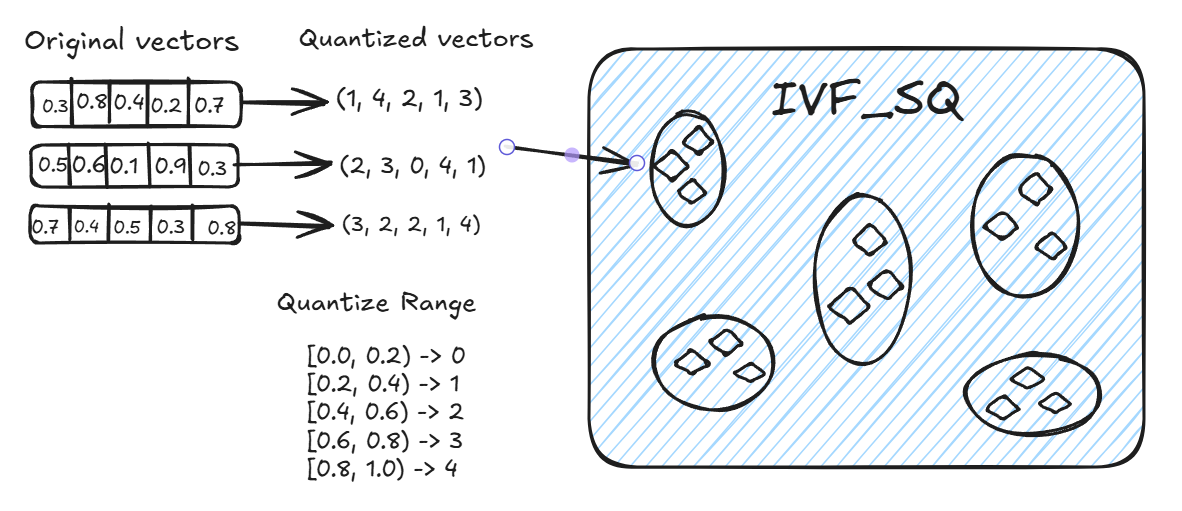 Original vectors
Quantized vectors
0.3 0.8 0.4 0.2 0.7
(1, 4, 2, 1, 3)
0.5 0.6 0.1 0.9 0.3
(2, 3, 0, 4, 1)
0.7 0.4 0.5 0.3 0.8
(3, 2, 2, 1, 4)
Quantize Range
[0.0, 0.2) -> 0
[0.2, 0.4) -> 1
[0.4, 0.6) -> 2
[0.6, 0.8) -> 3
[0.8, 1.0) -> 4
IVF_SQ